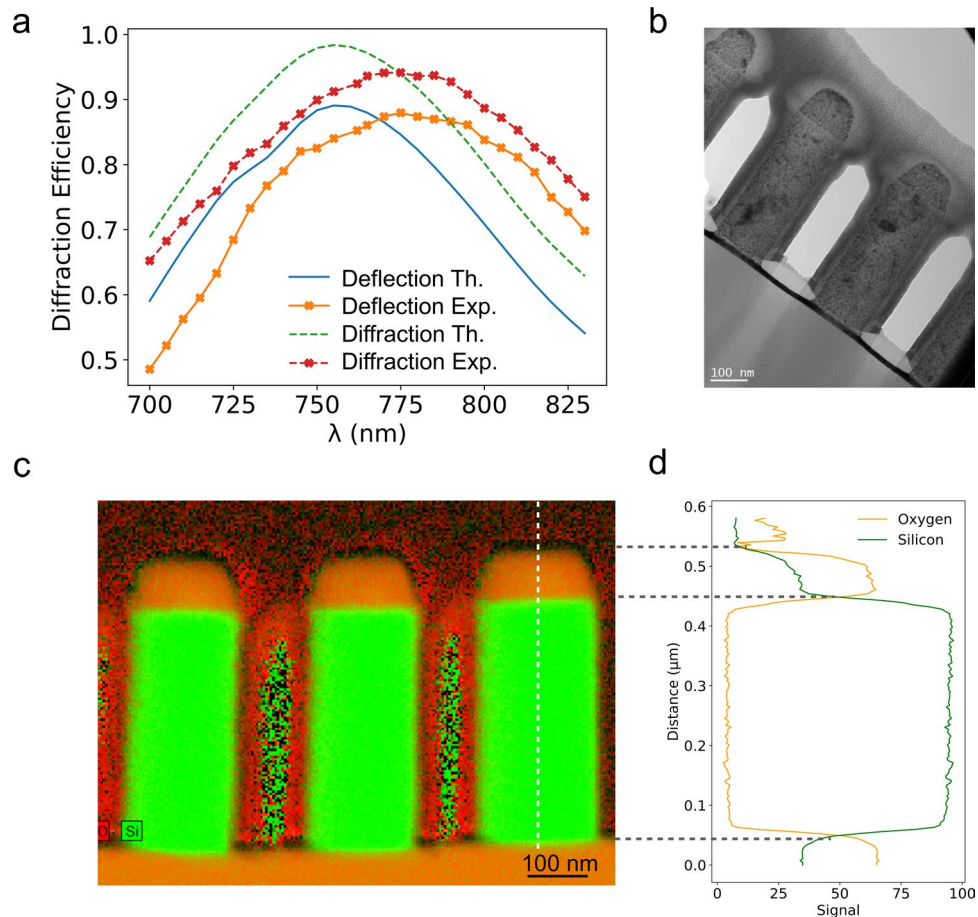 a
1.0
0.9
0.8
0.7
0.6
0.5
Diffraction Efficiency
Deflection Th.
Deflection Exp.
Diffraction Th.
Diffraction Exp.
700 725 750 775 800 825
λ (nm)
b
100 nm
c
O Si
100 nm
d
0.6
0.5
0.4
0.3
0.2
0.1
0.0
Distance (μm)
Oxygen
Silicon
0 25 50 75 100
Signal